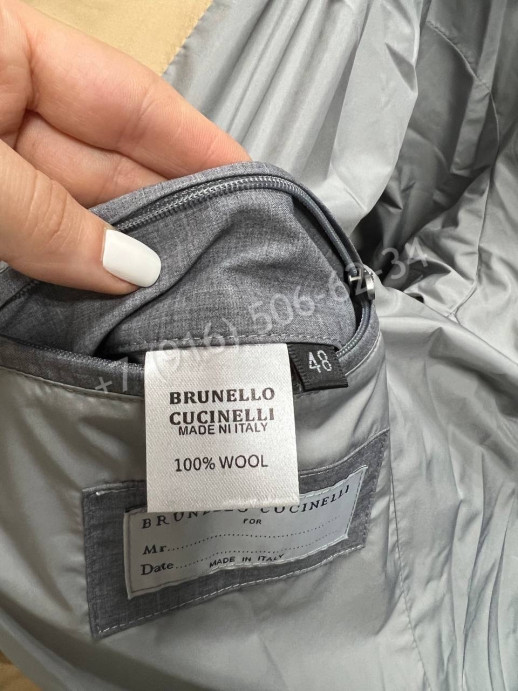 48
BRUNELLO
CUCINELLI
MADE NI ITALY
100% WOOL
BRUNELLO CUCINELLI
FOR
Mr
Date
MADE IN ITALY